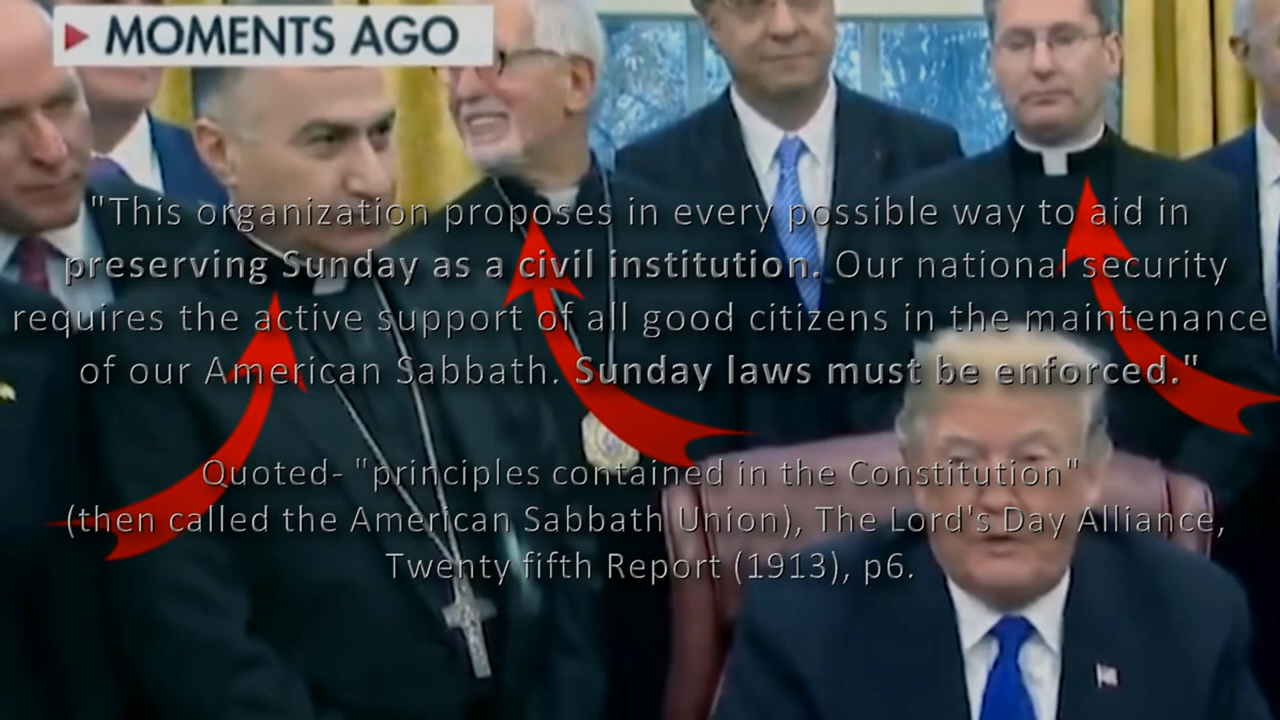 MOMENTS AGO
"This organization proposes in every possible way to aid in
preserving Sunday as a civil institution. Our national security
requires the active support of all good citizens in the maintenance
of our American Sabbath. Sunday laws must be enforced."
Quoted- "principles contained in the Constitution"
(then called the American Sabbath Union), The Lord's Day Alliance,
Twenty fifth Report (1913), p6.